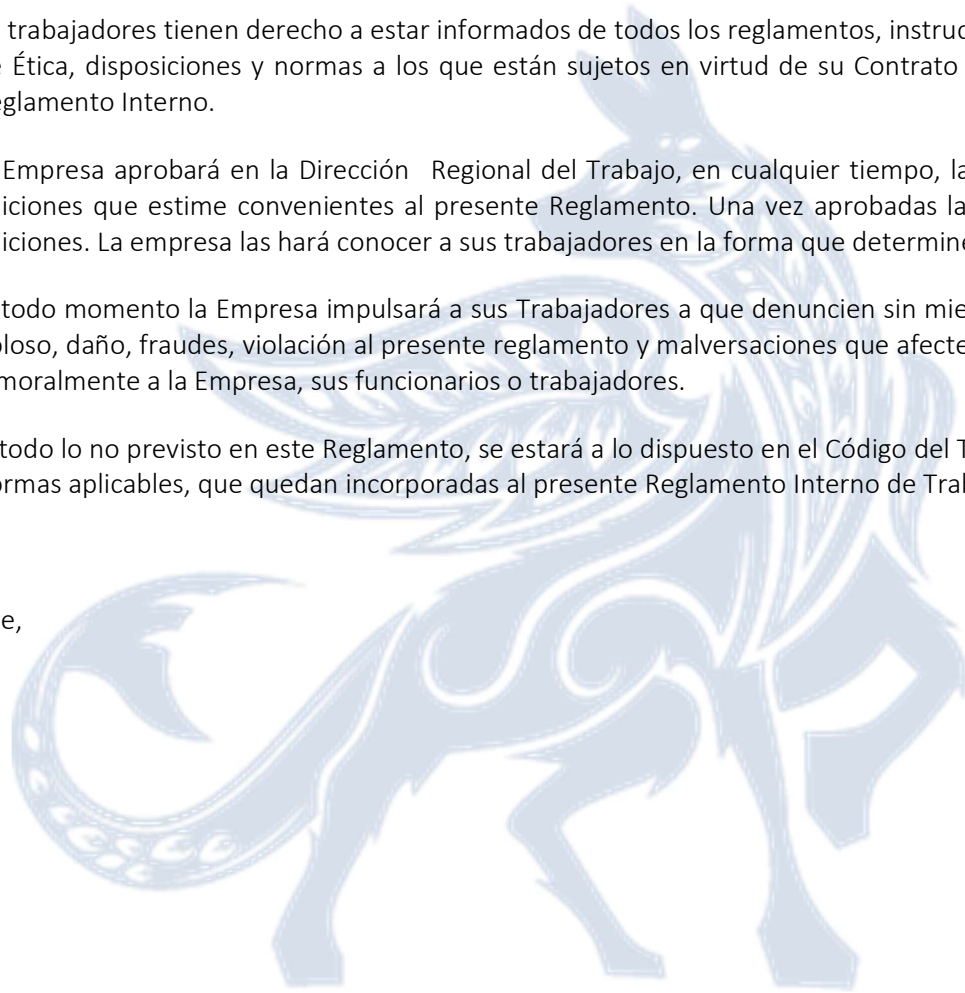 trabajadores tienen derecho a estar informados de todos los reglamentos,
Ética, disposiciones y normas a los que están sujetos en virtud de su Contrato
eglamento Interno.
Empresa aprobará en la Dirección Regional del Trabajo, en cualquier tiempo, la
iciones que estime convenientes al presente Reglamento. Una vez aprobadas la
iciones. La empresa las hará conocer a sus trabajadores en la forma que determine
todo momento la Empresa impulsará a sus Trabajadores a que denuncien sin mie
oloso, daño, fraudes, violación al presente reglamento y malversaciones que afecte
moralmente a la Empresa, sus funcionarios o trabajadores.
todo lo no previsto en este Reglamento, se estará a lo dispuesto en el Código del T
ormas aplicables, que quedan incorporadas al presente Reglamento Interno de
e,